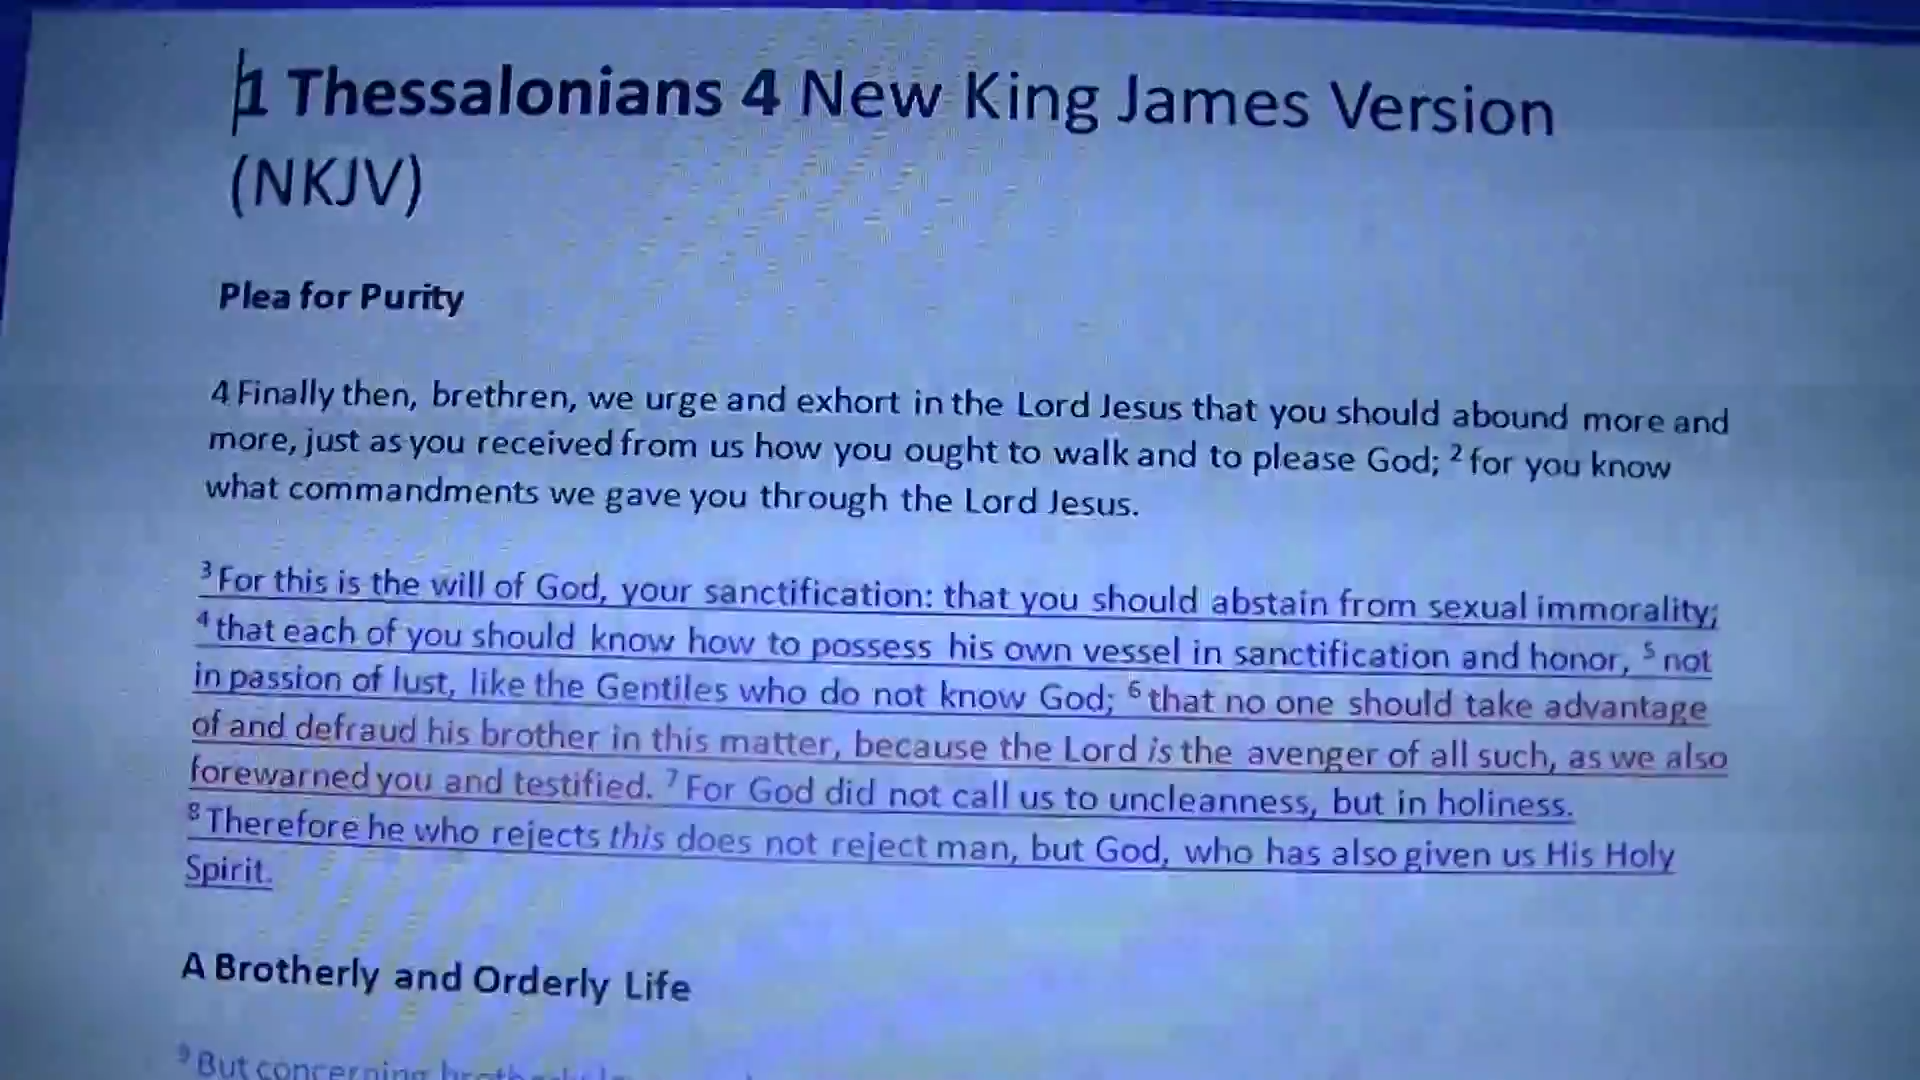 1 Thessalonians 4 New King James Version
(NKJV)
Plea for Purity
4 Finally then, brethren, we urge and exhort in the Lord Jesus that you should abound more and
more, just as you received from us how you ought to walk and to please God; ² for you know
what commandments we gave you through the Lord Jesus.
³ For this is the will of God, your sanctification: that you should abstain from sexual immorality;
⁴ that each of you should know how to possess his own vessel in sanctification and honor, ⁵ not
in passion of lust, like the Gentiles who do not know God; ⁶ that no one should take advantage
of and defraud his brother in this matter, because the Lord is the avenger of all such, as we also
forewarned you and testified. ⁷ For God did not call us to uncleanness, but in holiness.
⁸ Therefore he who rejects this does not reject man, but God, who has also given us His Holy
Spirit.
A Brotherly and Orderly Life
⁹ But concerning